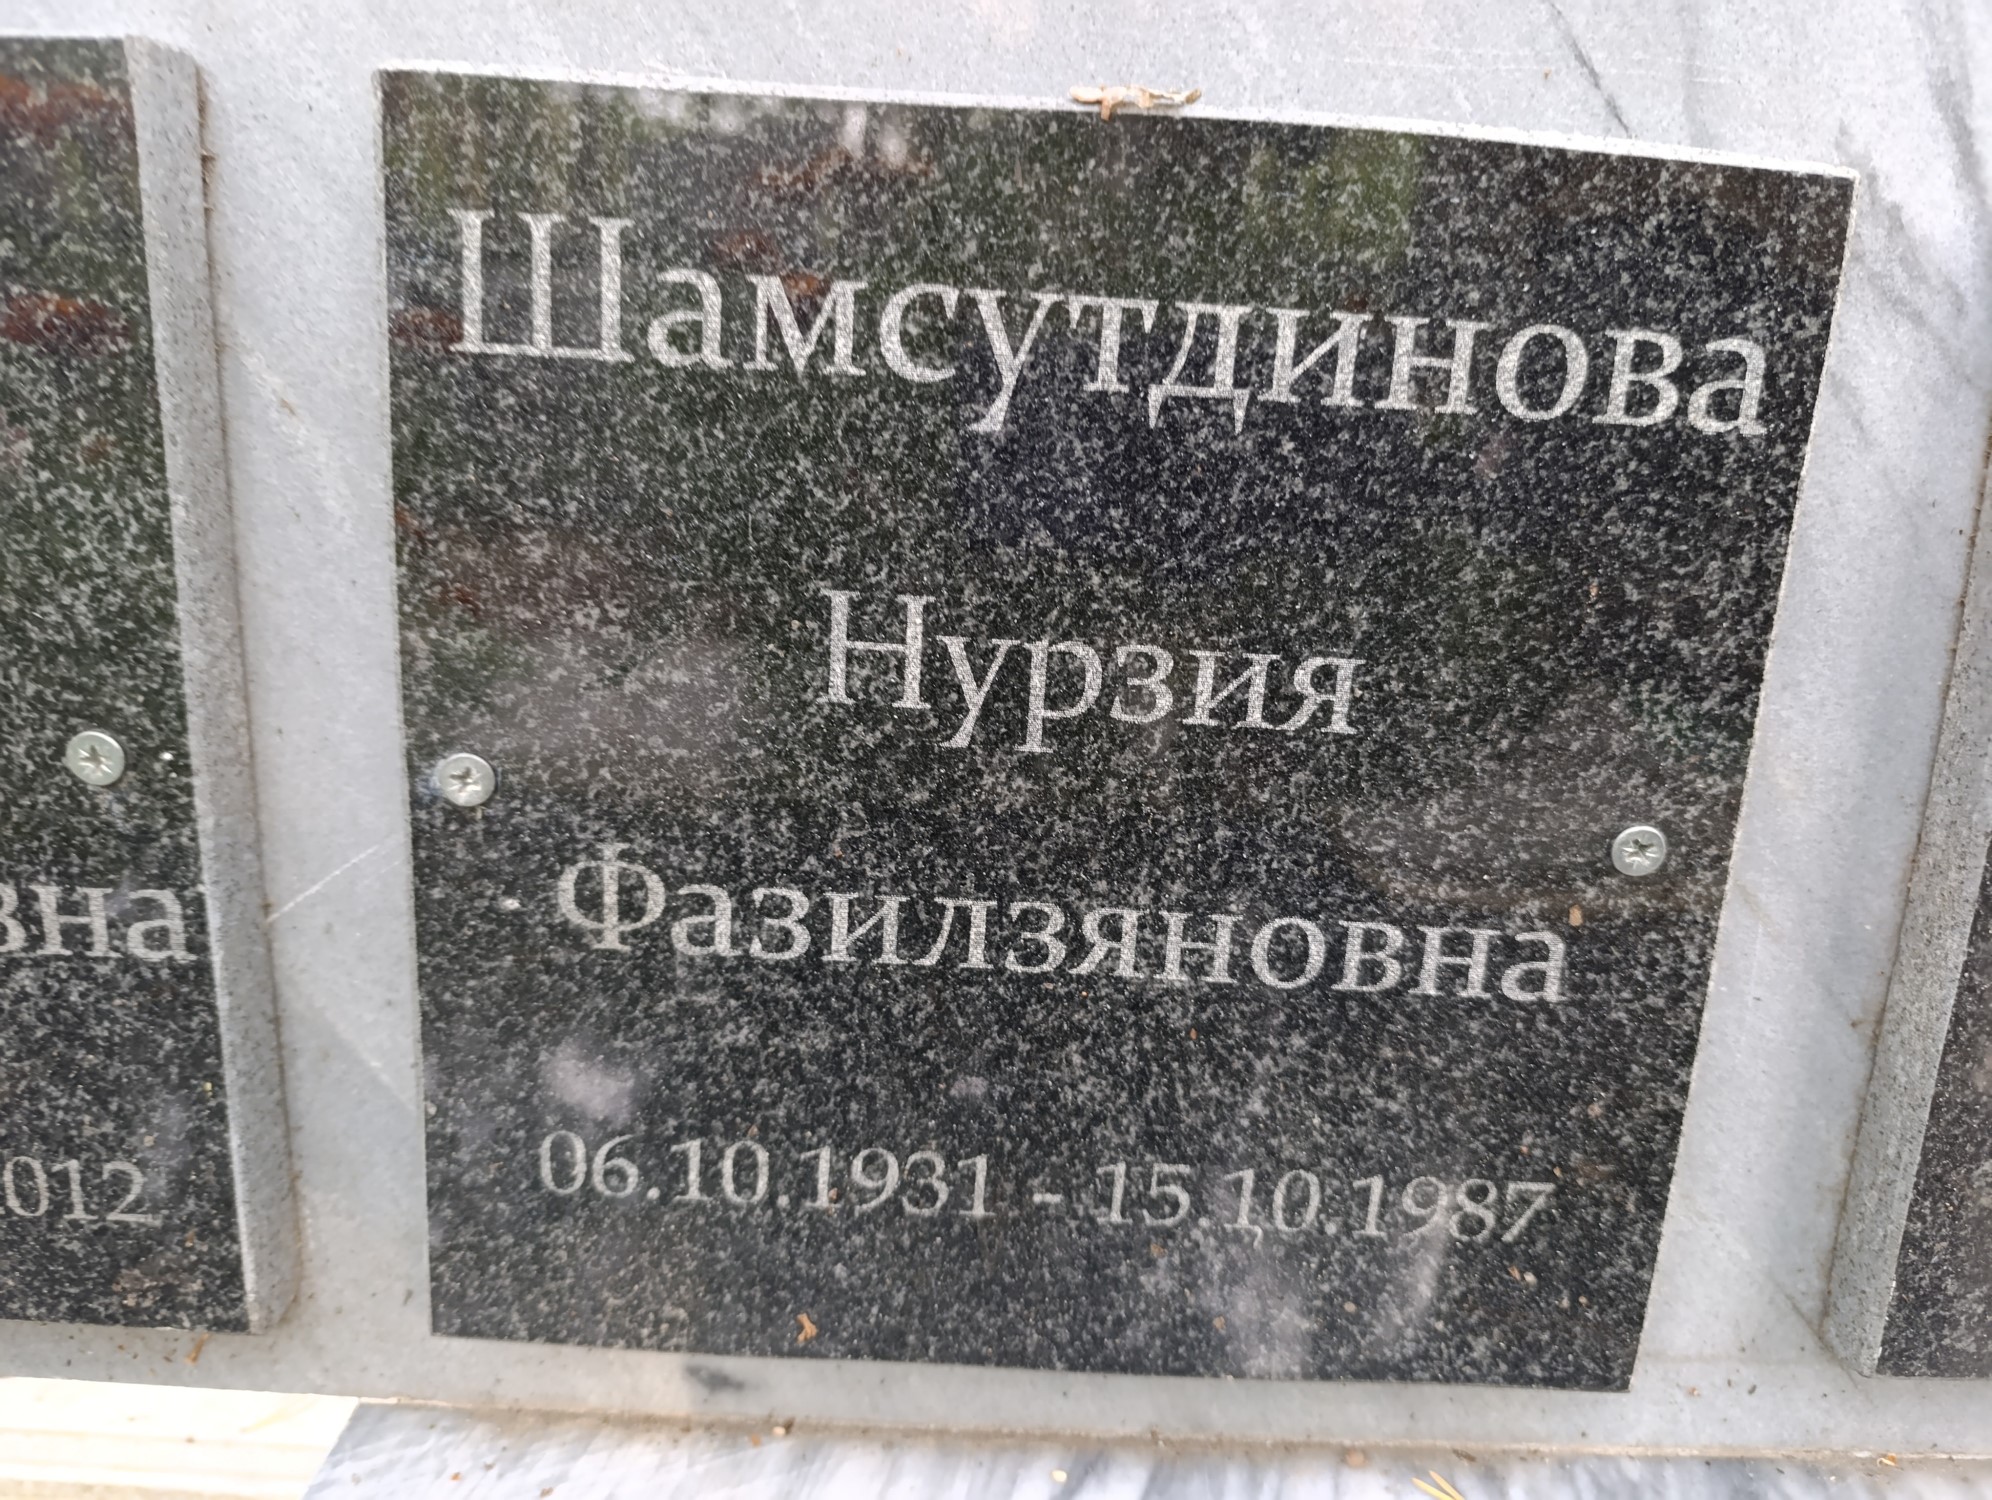 Шамсутдинова
Нурзия
Фазилзяновна
06.10.1931 - 15.10.1987